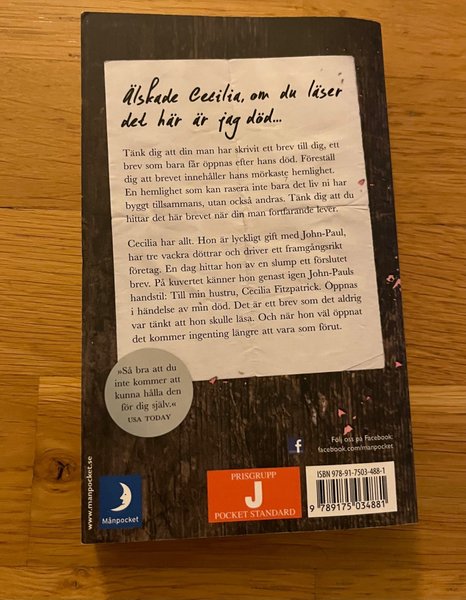 Älskade Cecilia, om du läser
det här är jag död...
Tänk dig att din man har skrivit ett brev till dig, ett
brev som bara får öppnas efter hans död. Föreställ
dig att brevet innehåller hans mörkaste hemlighet.
En hemlighet som kan rasera inte bara det liv ni har
byggt tillsammans, utan också andras. Tänk dig att du
hittar det här brevet när din man fortfarande lever.
Cecilia har allt. Hon är lyckligt gift med John-Paul,
har tre vackra döttrar och driver ett framgångsrikt
företag. En dag hittar hon av en slump ett förslutet
brev. På kuvertet känner hon genast igen John-Pauls
handstil: Till min hustru, Cecilia Fitzpatrick. Öppnas
i händelse av min död. Det är ett brev som det aldrig
var tänkt att hon skulle läsa. Och när hon väl öppnat
det kommer ingenting längre att vara som förut.
»Så bra att du
inte kommer att
kunna hålla den
för dig själv.«
USA TODAY
Följ oss på Facebook:
facebook.com/manpocket
www.manpocket.se
Månpocket
PRISGRUPP
J
POCKET STANDARD
ISBN 978-91-7503-488-1
9 789175 034881